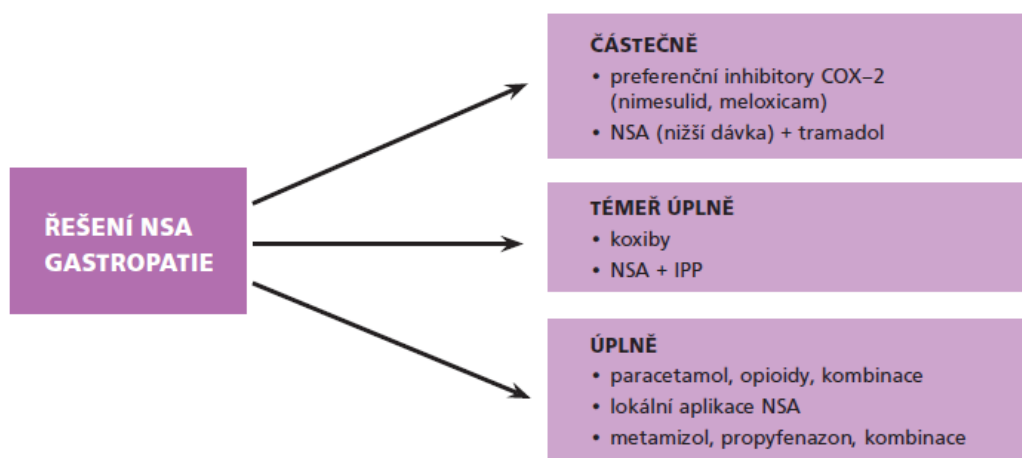 ŘEŠENÍ NSA
GASTROPATIE
ČÁSTEČNĚ
• preferenční inhibitory COX–2
(nimesulid, meloxicam)
• NSA (nižší dávka) + tramadol
TÉMEŘ ÚPLNĚ
• koxiby
• NSA + IPP
ÚPLNĚ
• paracetamol, opioidy, kombinace
• lokální aplikace NSA
• metamizol, propyfenazon, kombinace